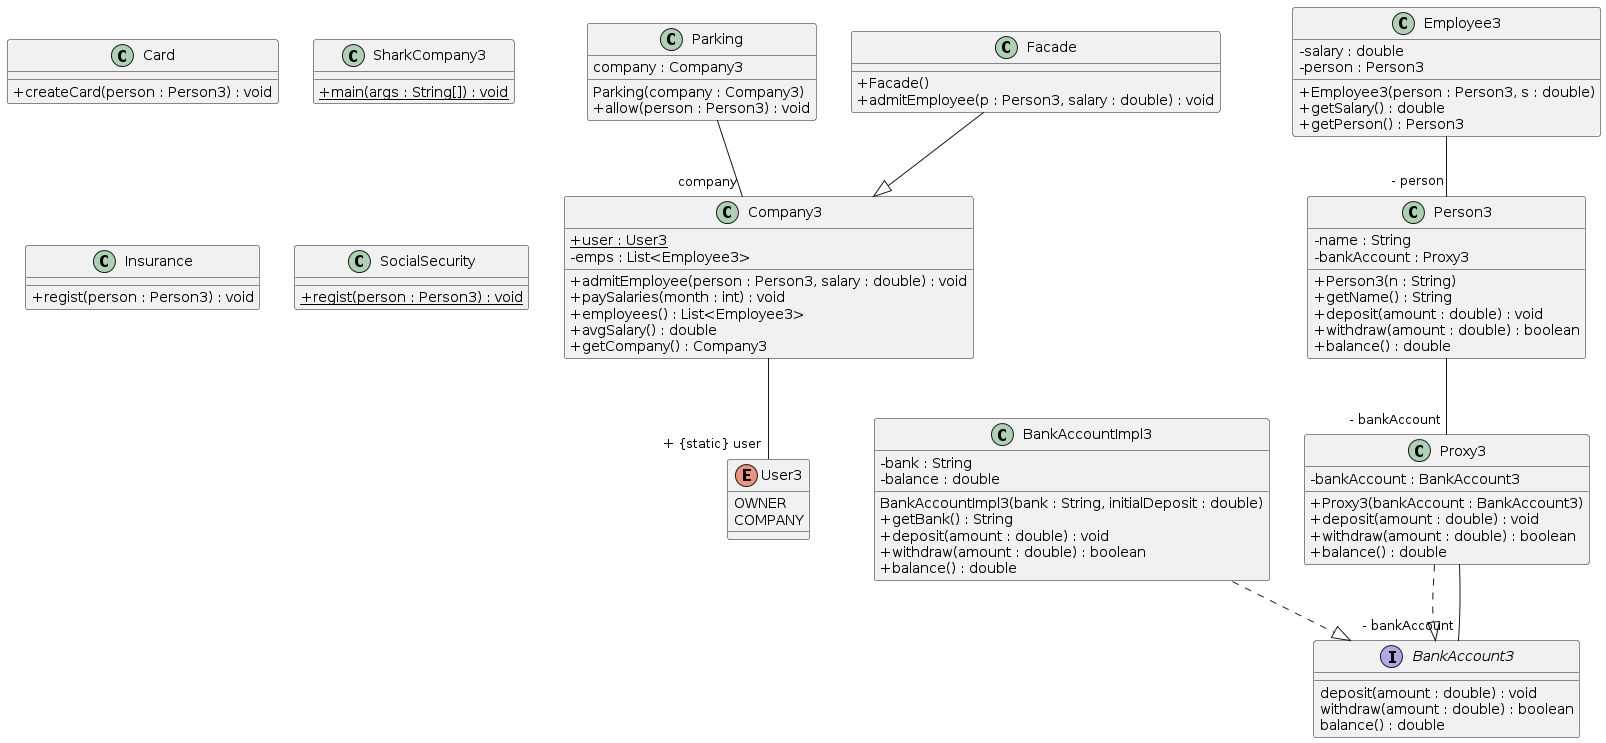 C Card
+createCard(person : Person3) : void
C SharkCompany3
+main(args : String[]) : void
C Parking
company : Company3
Parking(company : Company3)
+allow(person : Person3) : void
C Facade
+Facade()
+admitEmployee(p : Person3, salary : double) : void
C Employee3
-salary : double
-person : Person3
+Employee3(person : Person3, s : double)
+getSalary() : double
+getPerson() : Person3
company
- person
C Insurance
+regist(person : Person3) : void
C SocialSecurity
+regist(person : Person3) : void
C Company3
+user : User3
-emps : List<Employee3>
+admitEmployee(person : Person3, salary : double) : void
+paySalaries(month : int) : void
+employees() : List<Employee3>
+avgSalary() : double
+getCompany() : Company3
C Person3
-name : String
-bankAccount : Proxy3
+Person3(n : String)
+getName() : String
+deposit(amount : double) : void
+withdraw(amount : double) : boolean
+balance() : double
+ {static} user
- bankAccount
E User3
OWNER
COMPANY
C BankAccountImpl3
-bank : String
-balance : double
BankAccountImpl3(bank : String, initialDeposit : double)
+getBank() : String
+deposit(amount : double) : void
+withdraw(amount : double) : boolean
+balance() : double
C Proxy3
-bankAccount : BankAccount3
+Proxy3(bankAccount : BankAccount3)
+deposit(amount : double) : void
+withdraw(amount : double) : boolean
+balance() : double
- bankAccount
I BankAccount3
deposit(amount : double) : void
withdraw(amount : double) : boolean
balance() : double